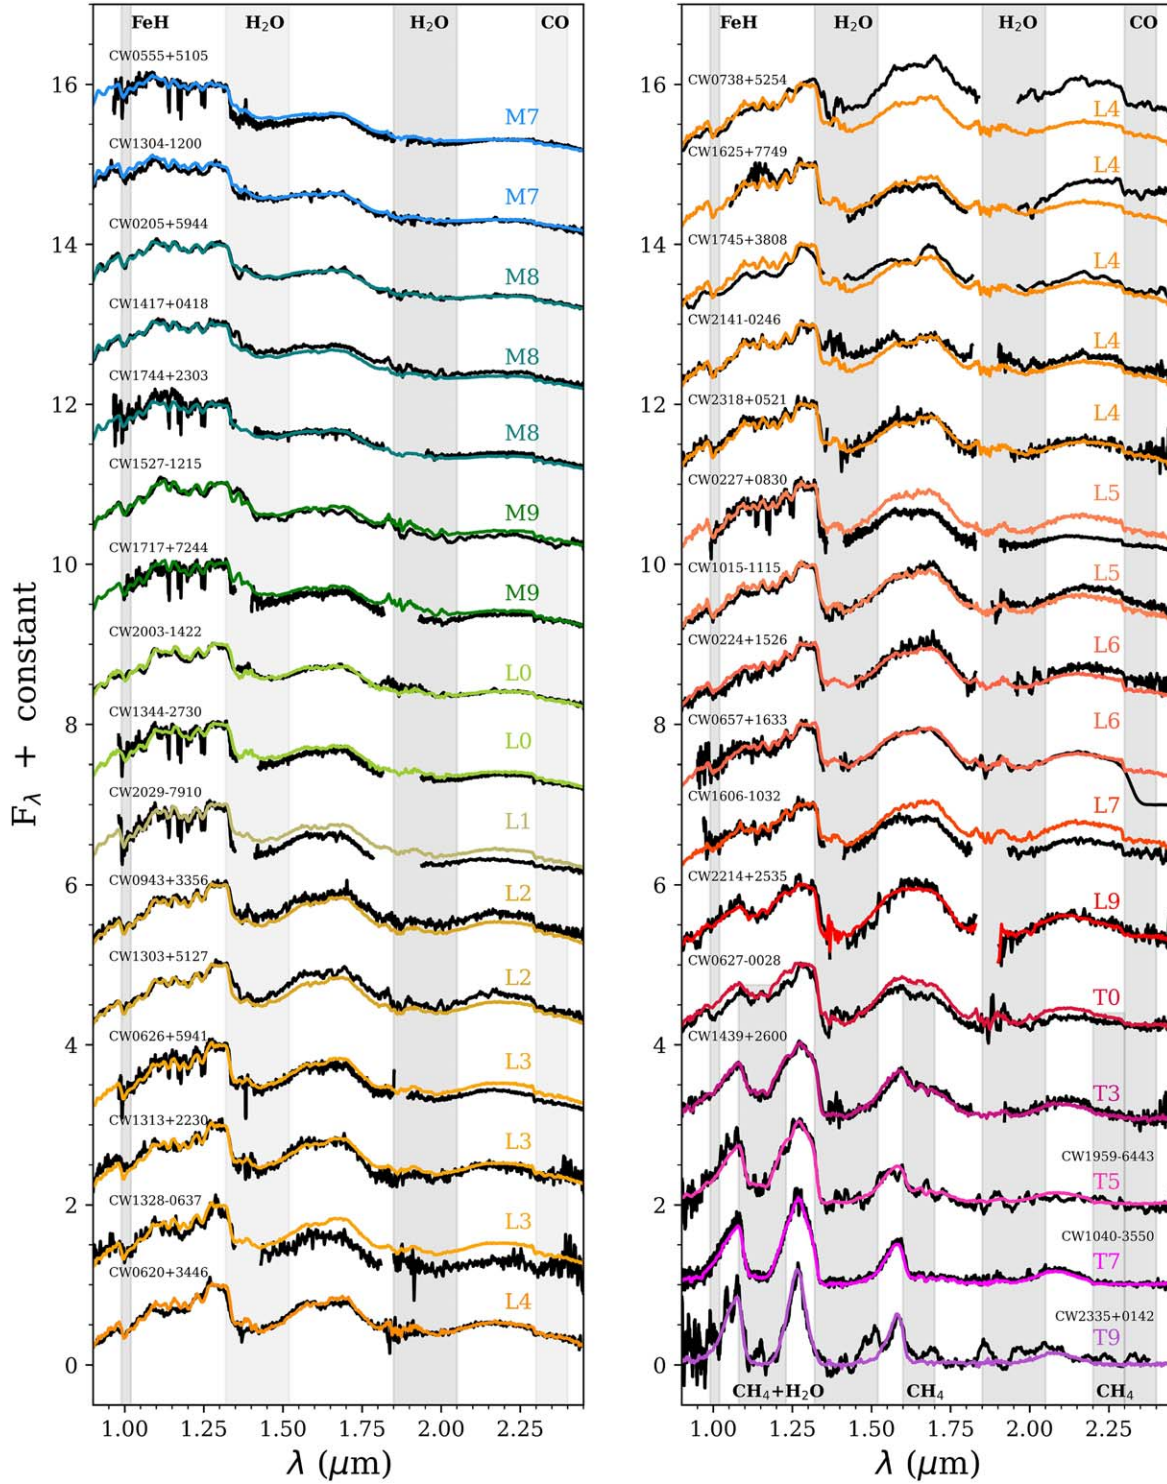 FeH H₂O H₂O CO
CW0555+5105
M7
CW1304-1200
M7
CW0205+5944
M8
CW1417+0418
M8
CW1744+2303
M8
CW1527-1215
M9
CW1717+7244
M9
CW2003-1422
L0
CW1344-2730
L0
CW2029-7910
L1
CW0943+3356
L2
CW1303+5127
L2
CW0626+5941
L3
CW1313+2230
L3
CW1328-0637
L3
CW0620+3446
L4
16
14
12
10
8
6
4
2
0
Fλ + constant
1.00 1.25 1.50 1.75 2.00 2.25
λ (μm)
FeH H₂O H₂O CO
CW0738+5254
L4
CW1625+7749
L4
CW1745+3808
L4
CW2141-0246
L4
CW2318+0521
L4
CW0227+0830
L5
CW1015-1115
L5
CW0224+1526
L6
CW0657+1633
L6
CW1606-1032
L7
CW2214+2535
L9
CW0627-0028
T0
CW1439+2600
T3
CW1959-6443
T5
CW1040-3550
T7
CW2335+0142
T9
CH₄+H₂O CH₄ CH₄
16
14
12
10
8
6
4
2
0
1.00 1.25 1.50 1.75 2.00 2.25
λ (μm)